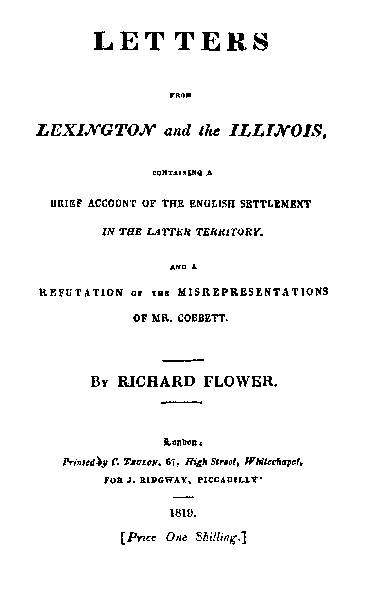 LETTERS
FROM
LEXINGTON and the ILLINOIS,
CONTAINING A
BRIEF ACCOUNT OF THE ENGLISH SETTLEMENT
IN THE LATTER TERRITORY.
AND A
REFUTATION OF THE MISREPRESENTATIONS
OF MR. COBBETT.
By RICHARD FLOWER.
London:
Printed by C. TEULON, 67, High Street, Whitechapel,
FOR J. RIDGWAY, PICCADILLY.
1819.
[Price One Shilling.]